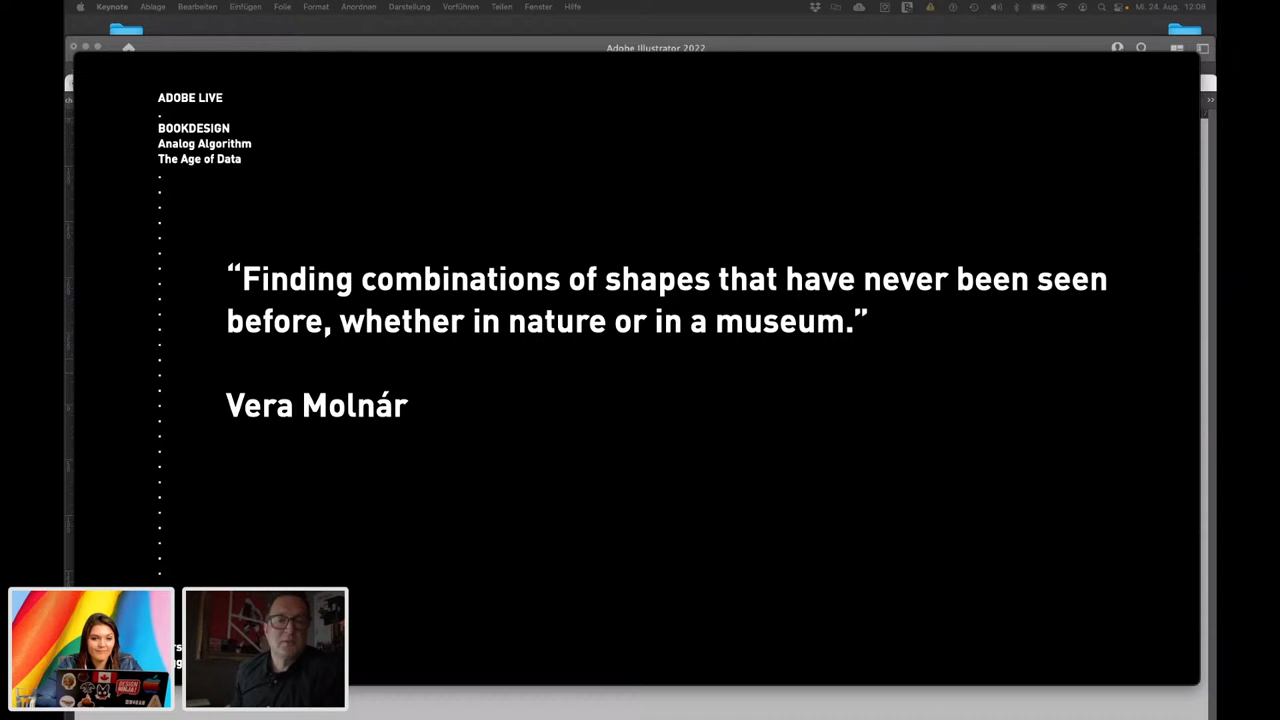 Keynote Ablage Bearbeiten Einfügen Folie Format Anordnen Darstellung Vorführen Teilen Fenster Hilfe
Mi. 24. Aug. 12:08
Adobe Illustrator 2022
ADOBE LIVE
BOOKDESIGN
Analog Algorithm
The Age of Data
“Finding combinations of shapes that have never been seen
before, whether in nature or in a museum.”
Vera Molnár
DESIGN
NINJA!